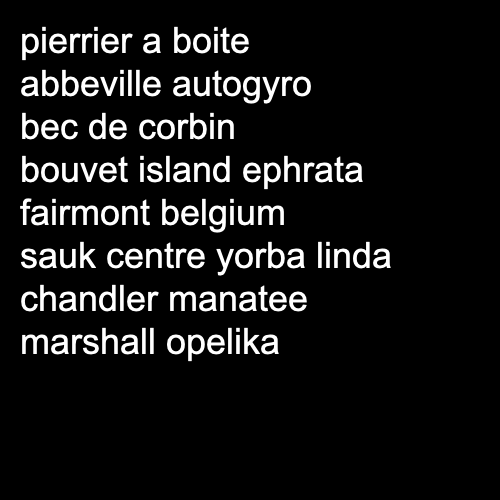 pierrier a boite
abbeville autogyro
bec de corbin
bouvet island ephrata
fairmont belgium
sauk centre yorba linda
chandler manatee
marshall opelika